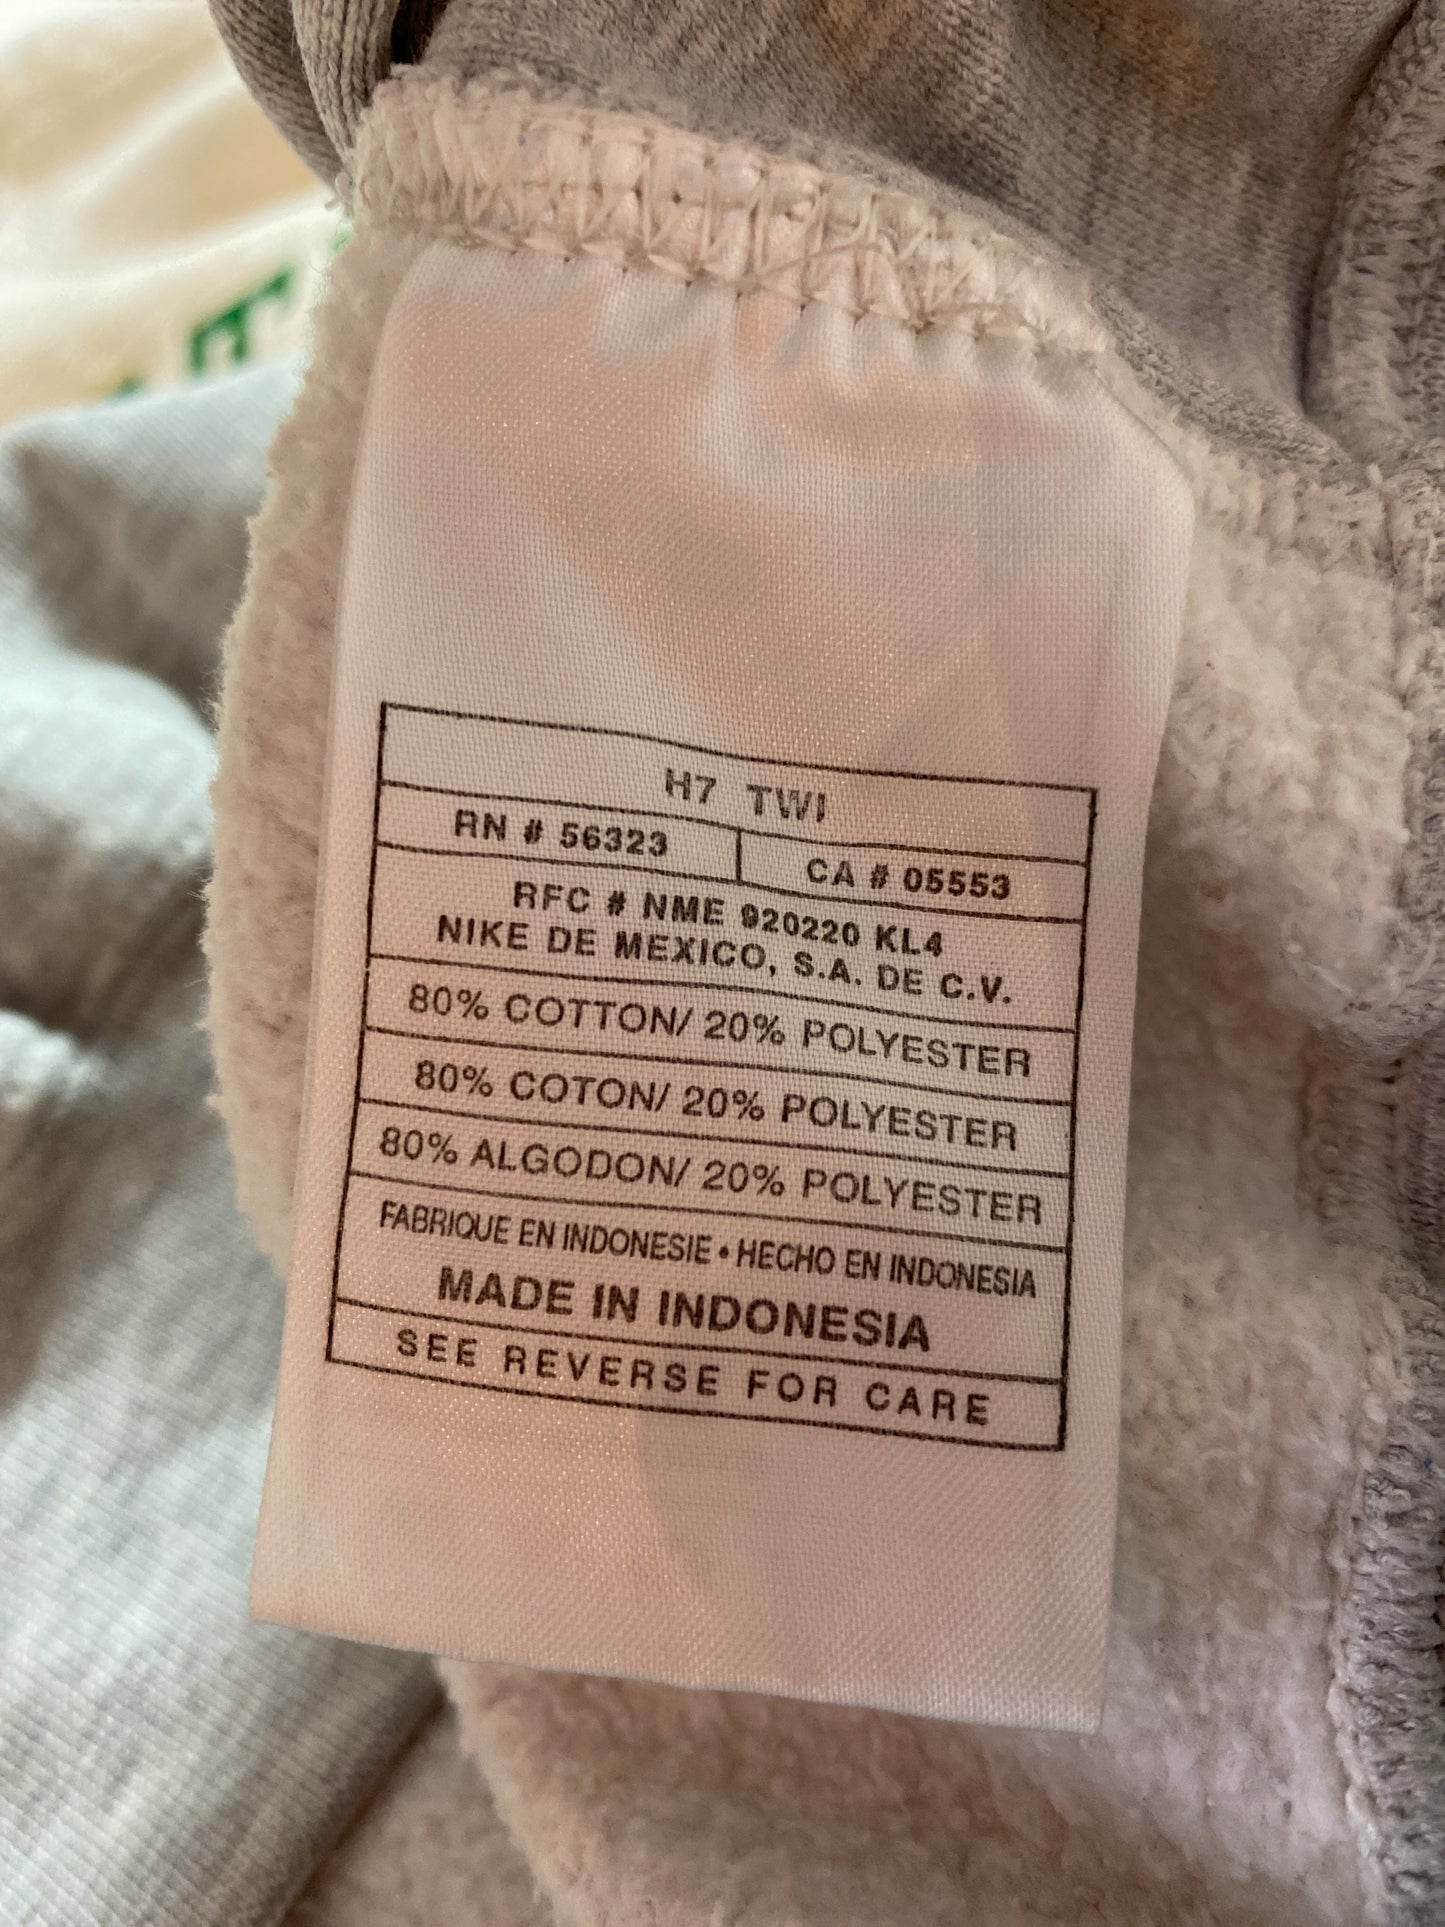 H7 TWI
RN # 56323
CA # 05553
RFC # NME 920220 KL4
NIKE DE MEXICO, S.A. DE C.V.
80% COTTON/ 20% POLYESTER
80% COTON/ 20% POLYESTER
80% ALGODON/ 20% POLYESTER
FABRIQUE EN INDONESIE • HECHO EN INDONESIA
MADE IN INDONESIA
SEE REVERSE FOR CARE